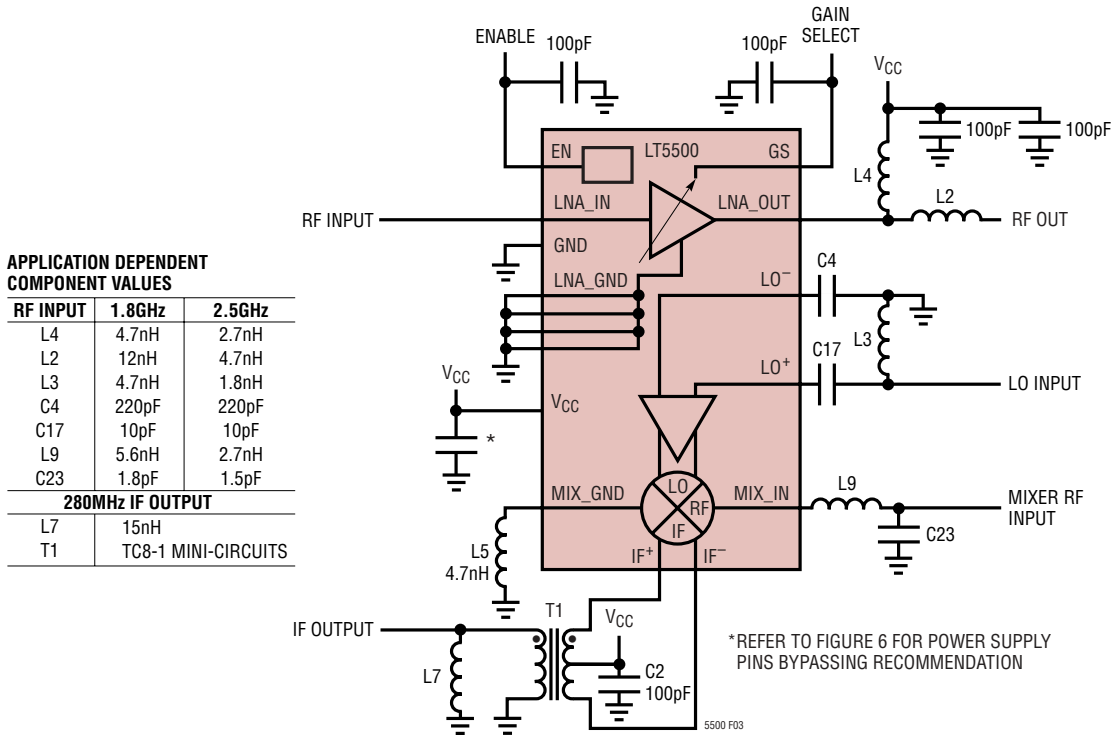 ENABLE
100pF
100pF
GAIN
SELECT
VCC
100pF
100pF
EN
LT5500
GS
L4
L2
RF INPUT
LNA_IN
LNA_OUT
RF OUT
GND
LNA_GND
LO–
C4
L3
C17
LO+
LO INPUT
VCC
VCC
*
MIX_GND
LO
RF
IF
MIX_IN
L9
MIXER RF
INPUT
C23
L5
4.7nH
IF+
IF–
T1
VCC
IF OUTPUT
L7
C2
100pF
*REFER TO FIGURE 6 FOR POWER SUPPLY
PINS BYPASSING RECOMMENDATION
5500 F03
APPLICATION DEPENDENT
COMPONENT VALUES
RF INPUT 1.8GHz 2.5GHz
L4 4.7nH 2.7nH
L2 12nH 4.7nH
L3 4.7nH 1.8nH
C4 220pF 220pF
C17 10pF 10pF
L9 5.6nH 2.7nH
C23 1.8pF 1.5pF
280MHz IF OUTPUT
L7 15nH
T1 TC8-1 MINI-CIRCUITS